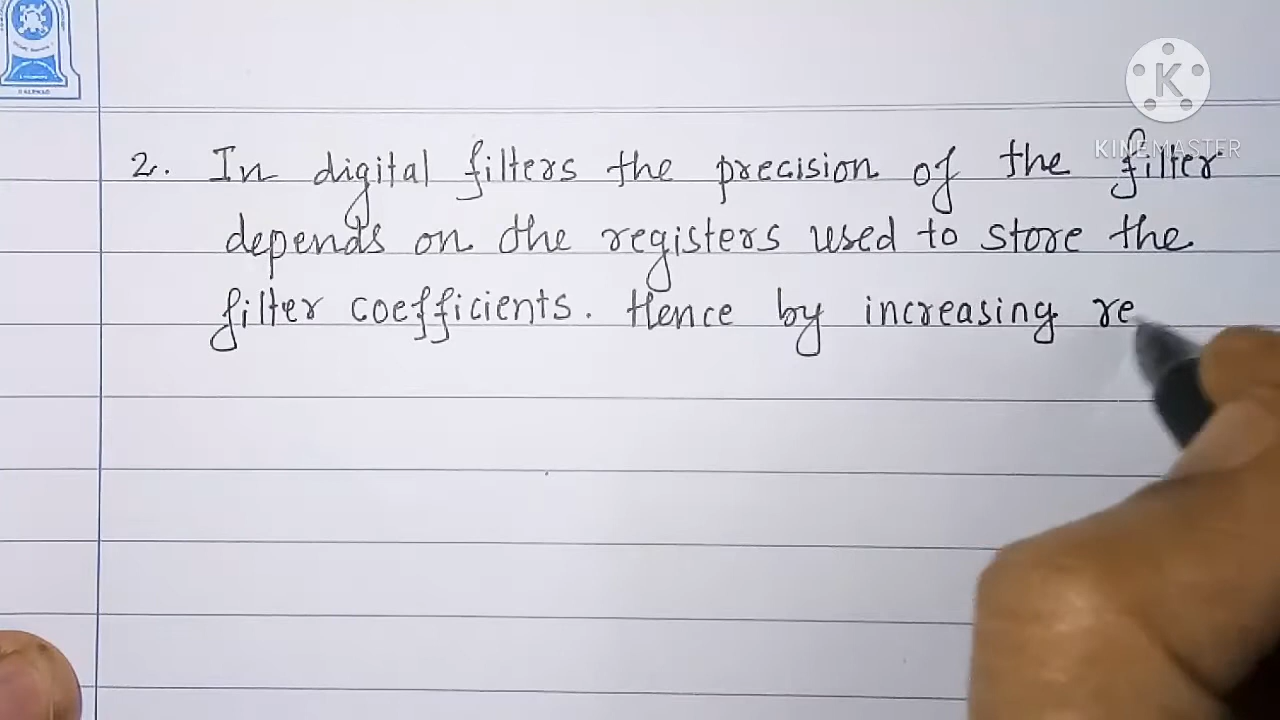 K
KINEMASTER
2. In digital filters the precision of the filter
depends on the registers used to store the
filter coefficients. Hence by increasing re